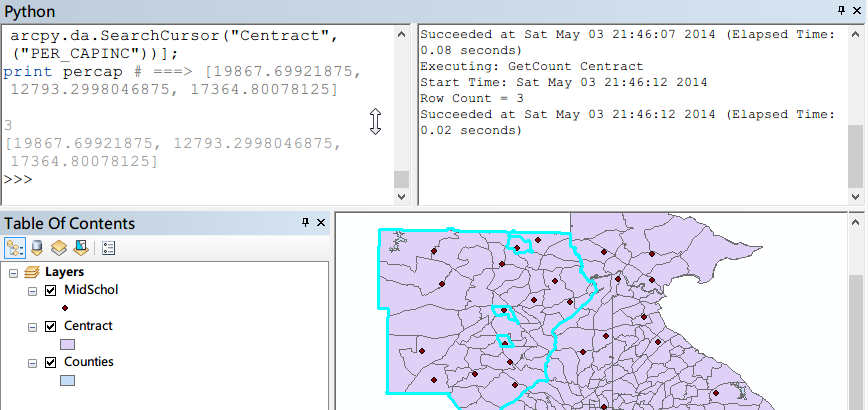 Python
arcpy.da.SearchCursor("Centract",
("PER_CAPINC"))];
print percap # ===> [19867.69921875,
12793.2998046875, 17364.80078125]
3
[19867.69921875, 12793.2998046875,
17364.80078125]
>>>
Succeeded at Sat May 03 21:46:07 2014 (Elapsed Time:
0.08 seconds)
Executing: GetCount Centract
Start Time: Sat May 03 21:46:12 2014
Row Count = 3
Succeeded at Sat May 03 21:46:12 2014 (Elapsed Time:
0.02 seconds)
Table Of Contents
Layers
MidSchol
Centract
Counties